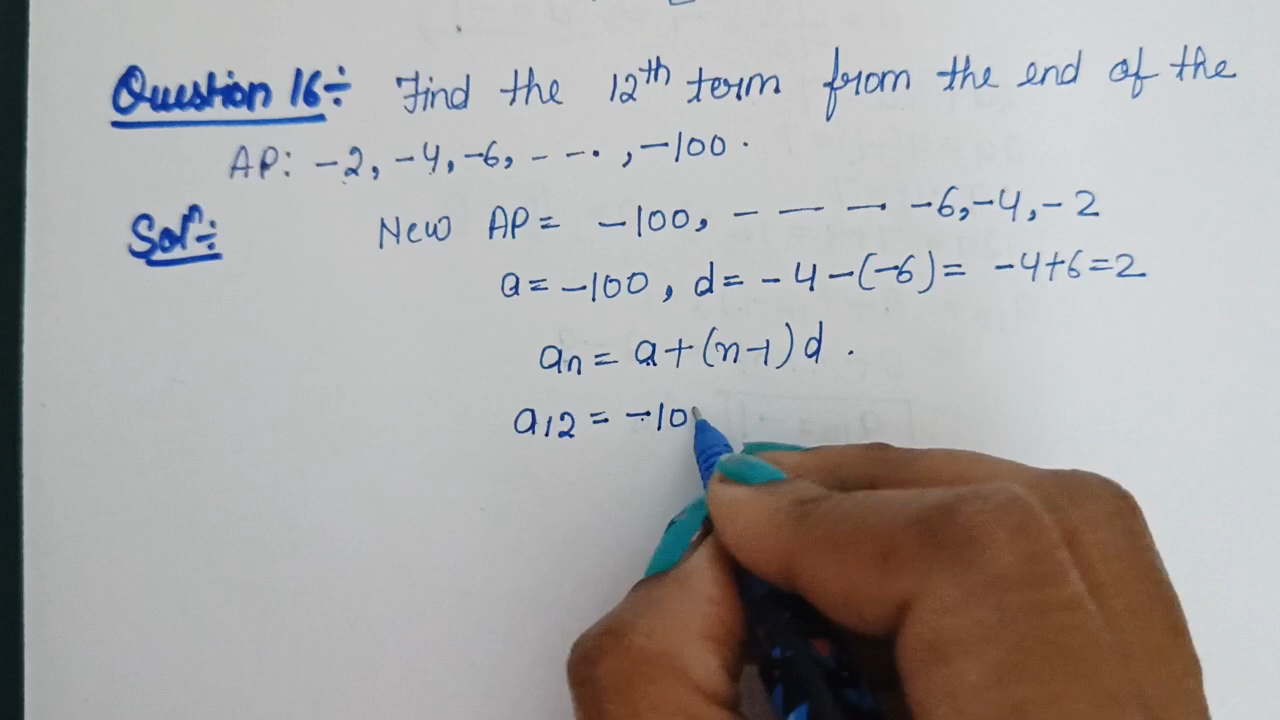 Question 16÷ Find the 12th term from the end of the
AP: -2, -4, -6, - - ., -100.
Soln÷ New AP = -100, - — — -6, -4, -2
a = -100, d = -4-(-6) = -4+6=2
an = a+(n-1)d.
a12 = -10